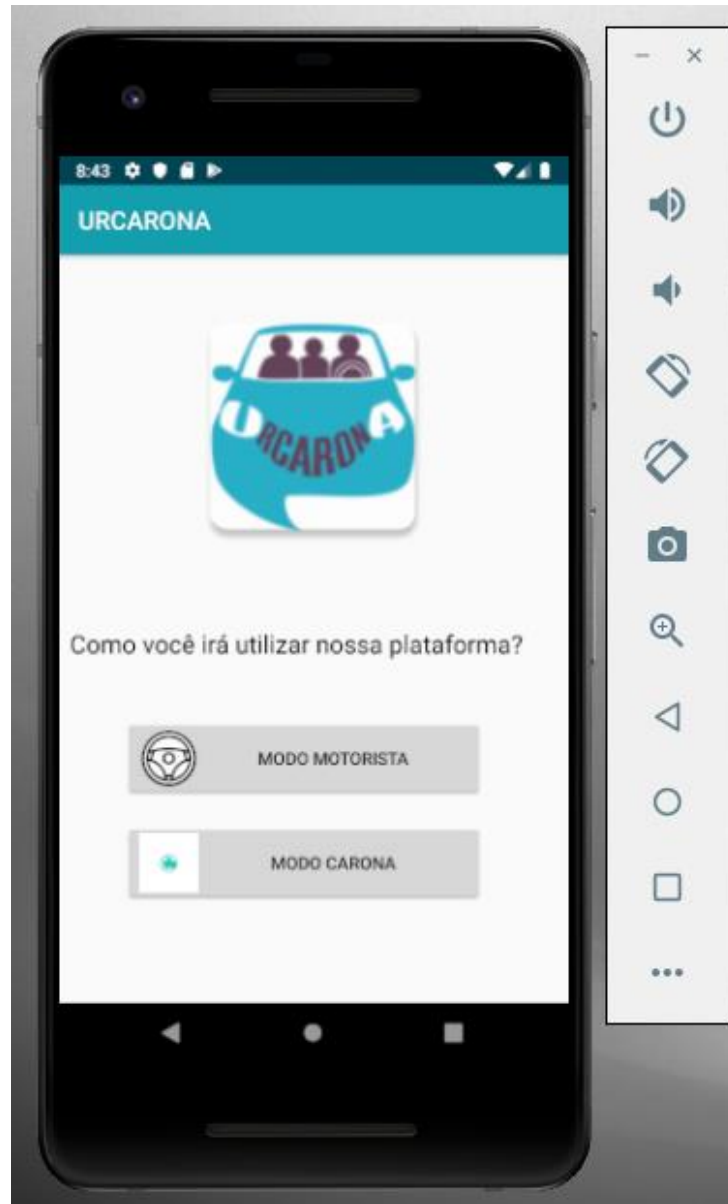 8:43
URCARONA
URCARONA
Como você irá utilizar nossa plataforma?
MODO MOTORISTA
MODO CARONA